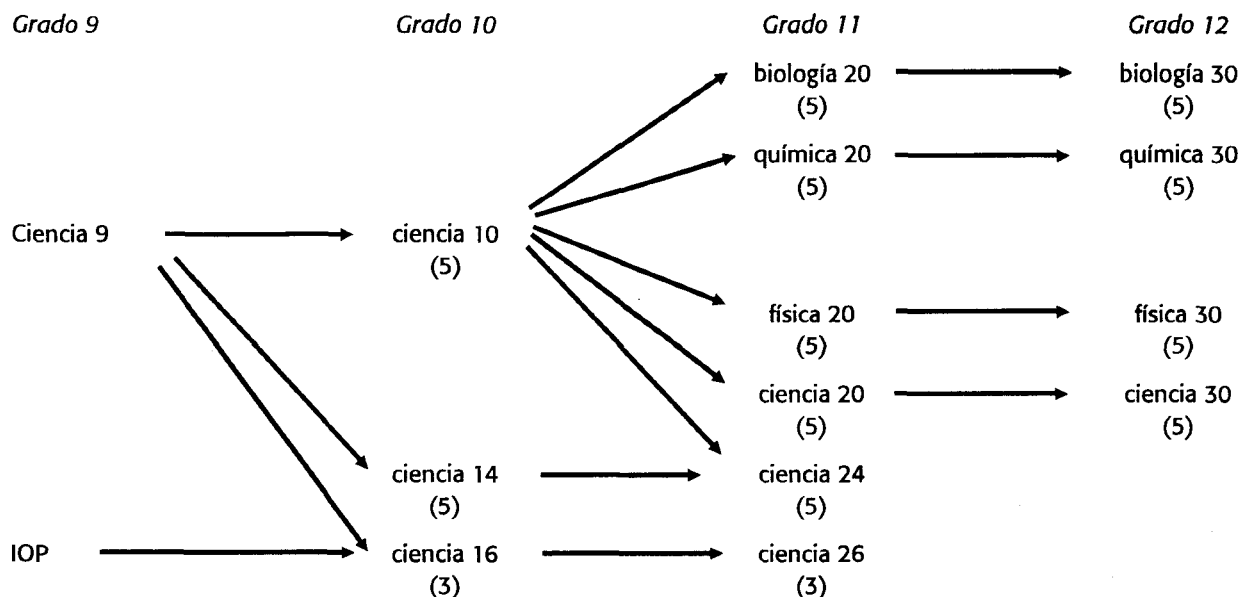 Grado 9 Grado 10 Grado 11 Grado 12
biología 20 biología 30
(5) (5)
química 20 química 30
(5) (5)
Ciencia 9 ciencia 10
(5)
física 20 física 30
(5) (5)
ciencia 20 ciencia 30
(5) (5)
ciencia 14 ciencia 24
(5) (5)
IOP ciencia 16 ciencia 26
(3) (3)